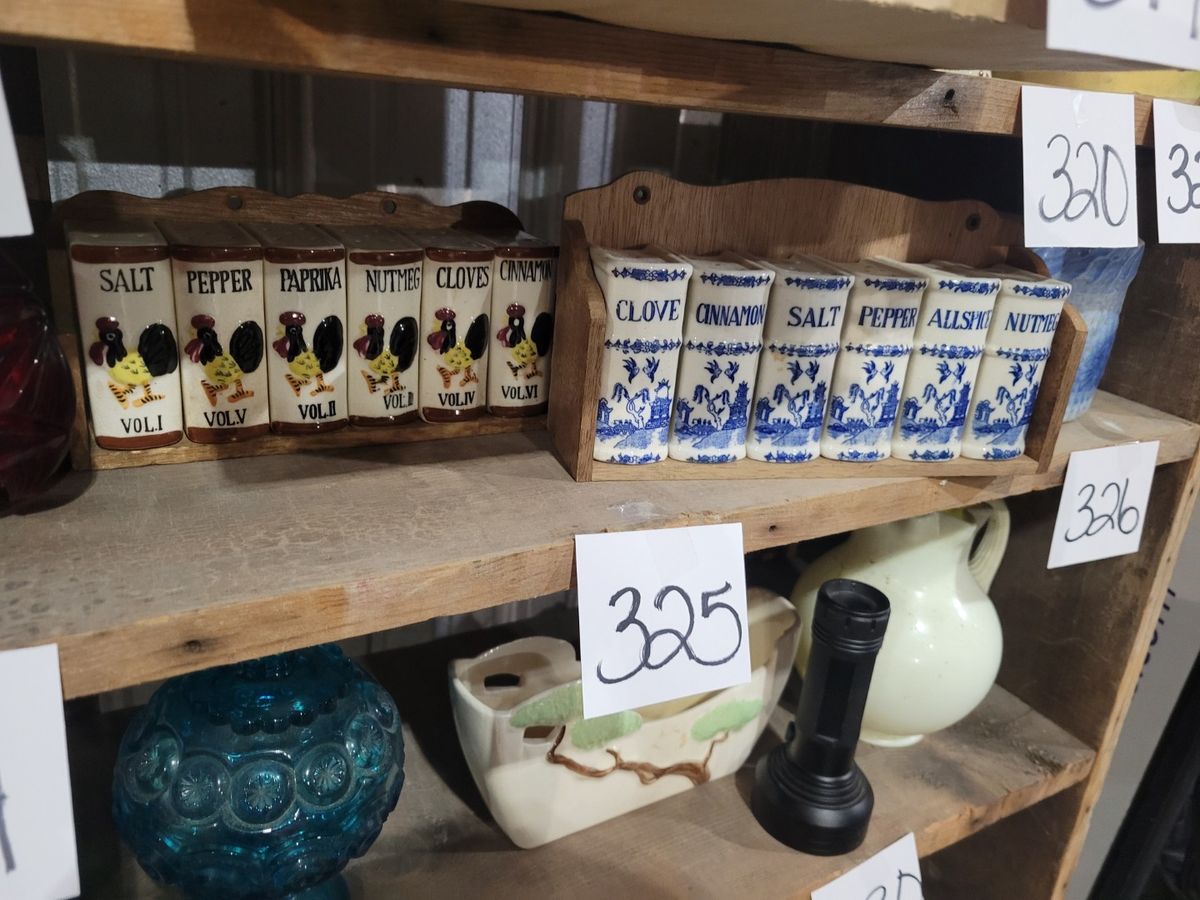 320
SALT
VOL.I
PEPPER
VOL.V
PAPRIKA
VOL.II
NUTMEG
VOL.III
CLOVES
VOL.IV
CINNAMON
VOL.VI
CLOVE
CINNAMON
SALT
PEPPER
ALLSPICE
NUTMEG
326
325